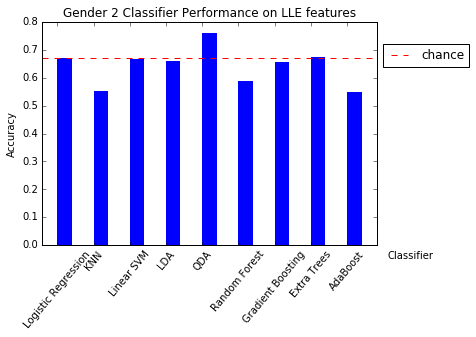 Gender 2 Classifier Performance on LLE features
0.8
0.7
0.6
0.5
0.4
0.3
0.2
0.1
0.0
Accuracy
chance
Logistic Regression
KNN
Linear SVM
LDA
QDA
Random Forest
Gradient Boosting
Extra Trees
AdaBoost
Classifier